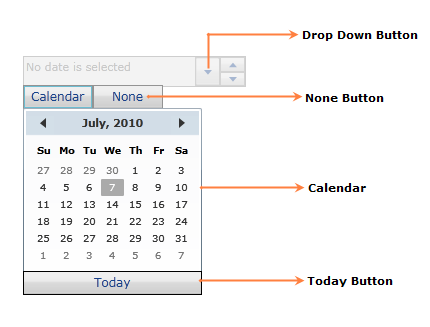 Drop Down Button
No date is selected
Calendar None
None Button
July, 2010
Su Mo Tu We Th Fr Sa
27 28 29 30 1 2 3
4 5 6 7 8 9 10
Calendar
11 12 13 14 15 16 17
18 19 20 21 22 23 24
25 26 27 28 29 30 31
1 2 3 4 5 6 7
Today
Today Button